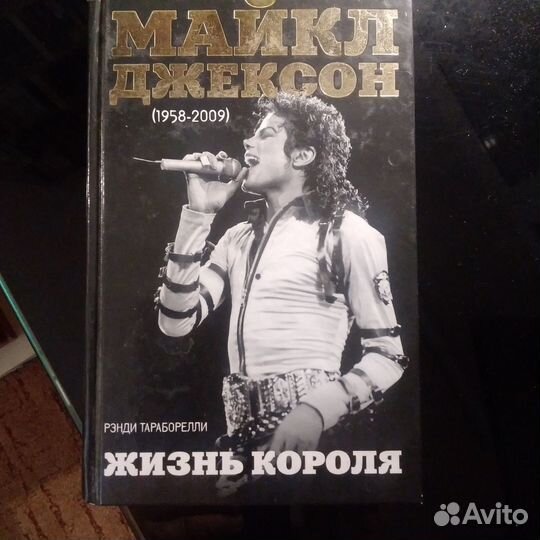 МАЙКЛ
ДЖЕКСОН
(1958-2009)
РЭНДИ ТАРАБОРЕЛЛИ
ЖИЗНЬ КОРОЛЯ
Avito